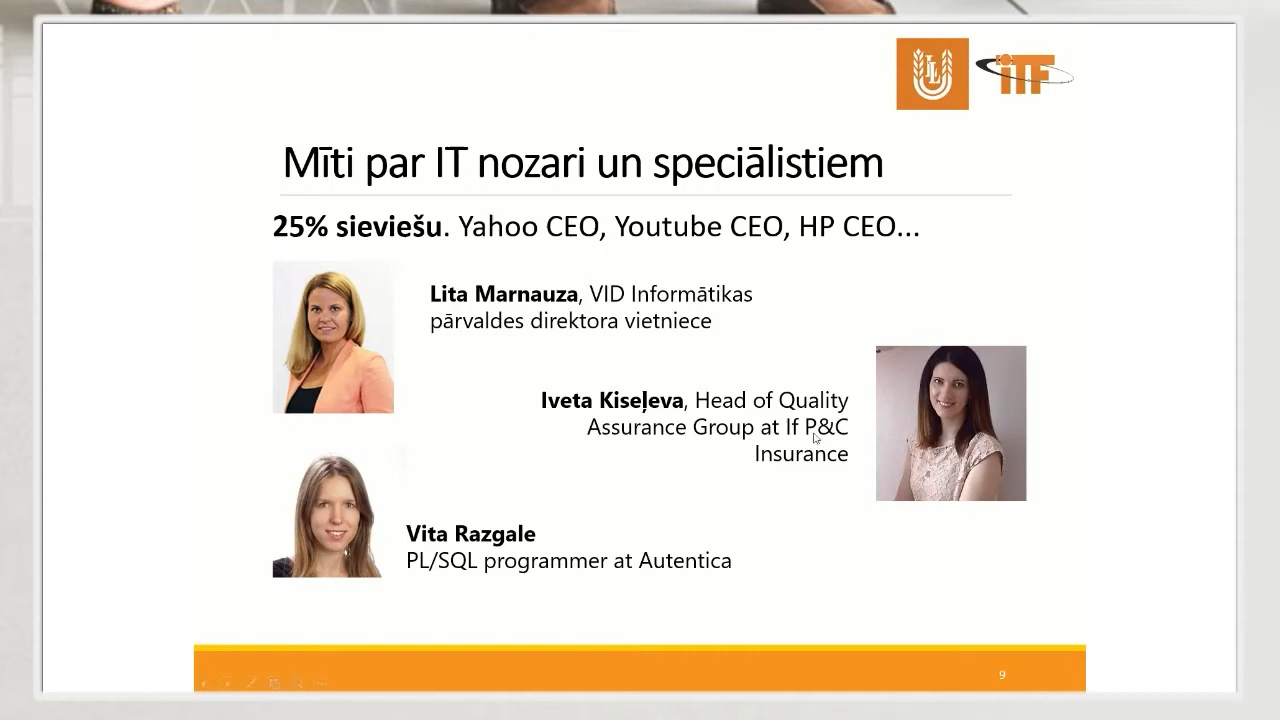 iTF
Mīti par IT nozari un speciālistiem
25% sieviešu. Yahoo CEO, Youtube CEO, HP CEO...
Lita Marnauza, VID Informātikas
pārvaldes direktora vietniece
Iveta Kiseļeva, Head of Quality
Assurance Group at If P&C
Insurance
Vita Razgale
PL/SQL programmer at Autentica
9